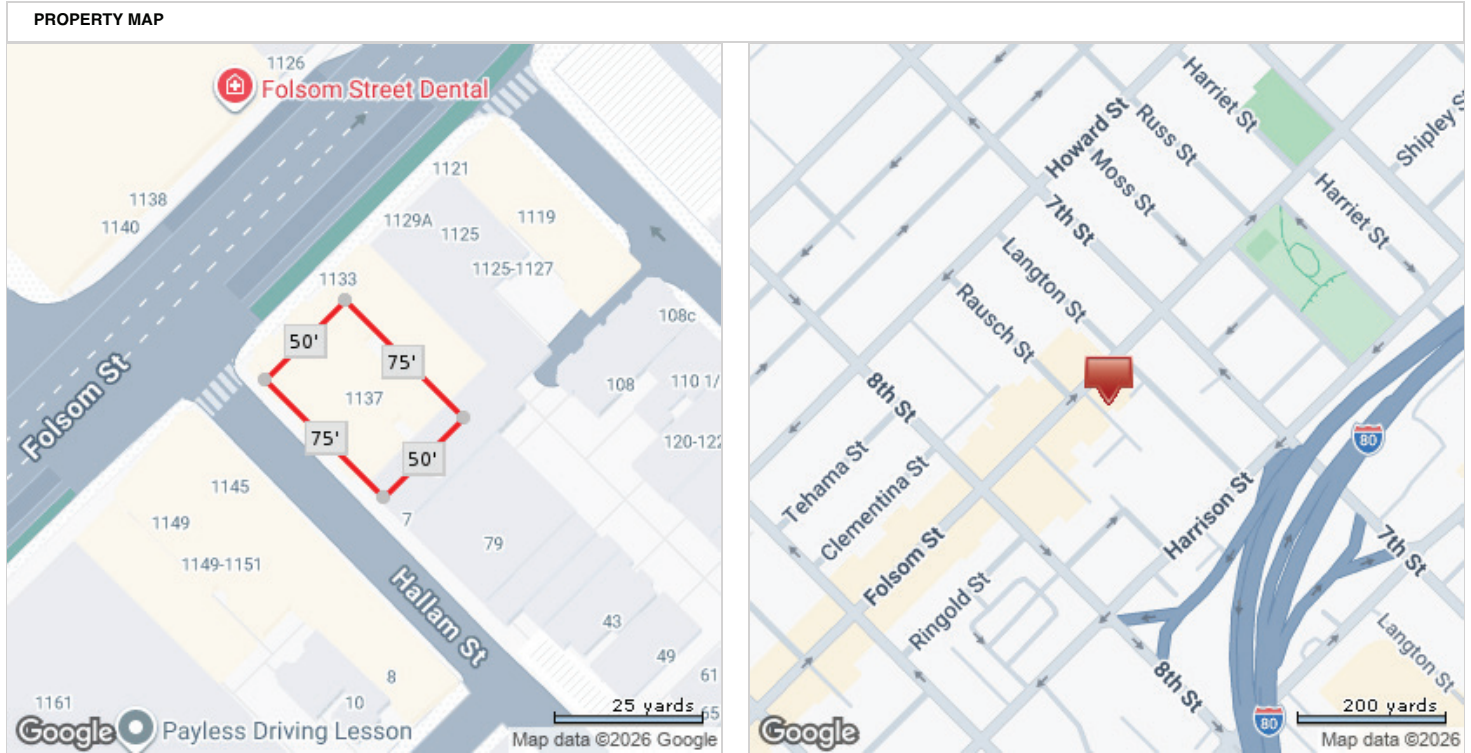 PROPERTY MAP
1126
Folsom Street Dental
1121
1138
1129A
1119
1140
1125
1125-1127
1133
108c
50'
75'
Folsom St
1137
108
110 1/
75'
120-122
50'
1145
7
1149
79
1149-1151
Hallam St
43
49
8
61
1161
10
25 yards
65
Google
Payless Driving Lesson
Map data ©2026 Google
Harriet St
Howard St
Russ St
Shipley S
Moss St
Harriet St
7th St
Langton St
Rausch St
8th St
80
Tehama St
Clementina St
Harrison St
7th St
Folsom St
Ringold St
Langton St
8th St
200 yards
80
Google
Map data ©2026